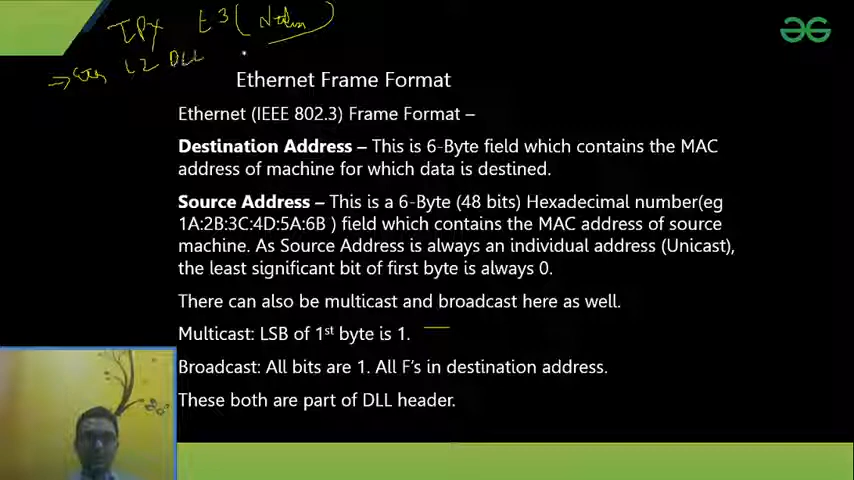 IPX L3 (
→ L2 DLL
Ethernet Frame Format
Ethernet (IEEE 802.3) Frame Format –
Destination Address – This is 6-Byte field which contains the MAC
address of machine for which data is destined.
Source Address – This is a 6-Byte (48 bits) Hexadecimal number(eg
1A:2B:3C:4D:5A:6B ) field which contains the MAC address of source
machine. As Source Address is always an individual address (Unicast),
the least significant bit of first byte is always 0.
There can also be multicast and broadcast here as well.
Multicast: LSB of 1st byte is 1.
Broadcast: All bits are 1. All F's in destination address.
These both are part of DLL header.